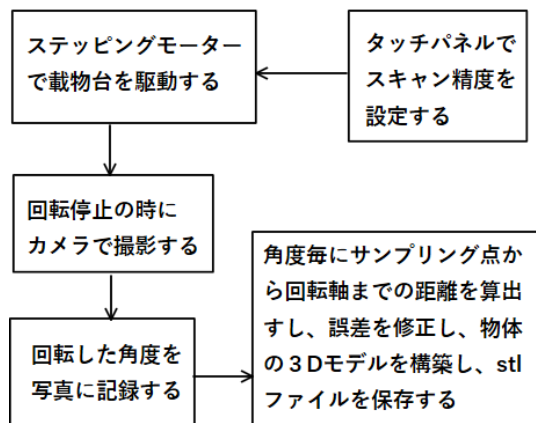 ステッピングモーター
で載物台を駆動する
タッチパネルで
スキャン精度を
設定する
回転停止の時に
カメラで撮影する
回転した角度を
写真に記録する
角度毎にサンプリング点か
ら回転軸までの距離を算出
すし、誤差を修正し、物体
の３Dモデルを構築し、stl
ファイルを保存する